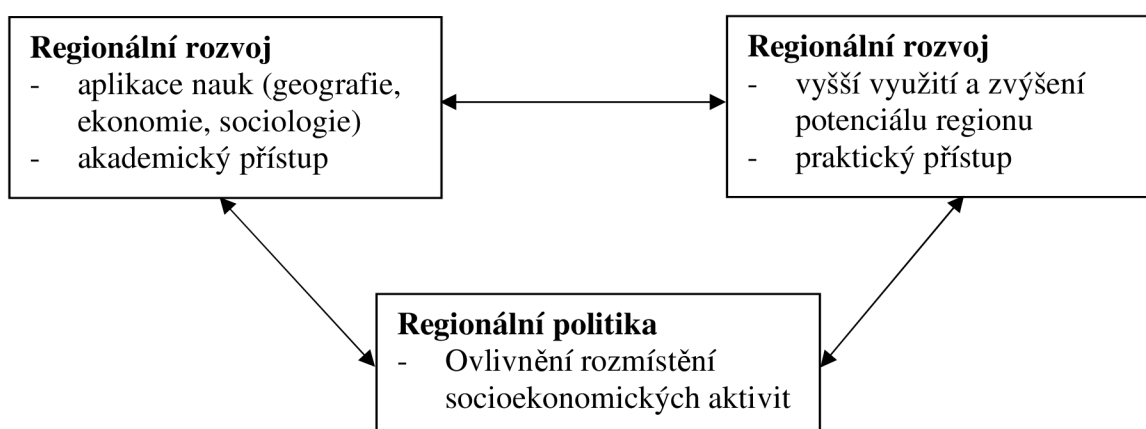 Regionální rozvoj
- aplikace nauk (geografie,
ekonomie, sociologie)
- akademický přístup
Regionální rozvoj
- vyšší využití a zvýšení
potenciálu regionu
- praktický přístup
Regionální politika
- Ovlivnění rozmístění
socioekonomických aktivit